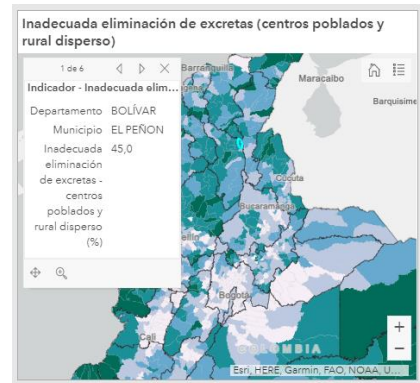 Inadecuada eliminación de excretas (centros poblados y
rural disperso)
1 de 6
Indicador - Inadecuada elim...
Departamento BOLÍVAR
Municipio EL PEÑON
Inadecuada 45,0
eliminación
de excretas -
centros
poblados y
rural disperso
(%)
Barranquilla
Maracaibo
Barquisime
Cúcuta
Bucaramanga
Bogotá
Cali
COLOMBIA
+
−
Esri, HERE, Garmin, FAO, NOAA, U...